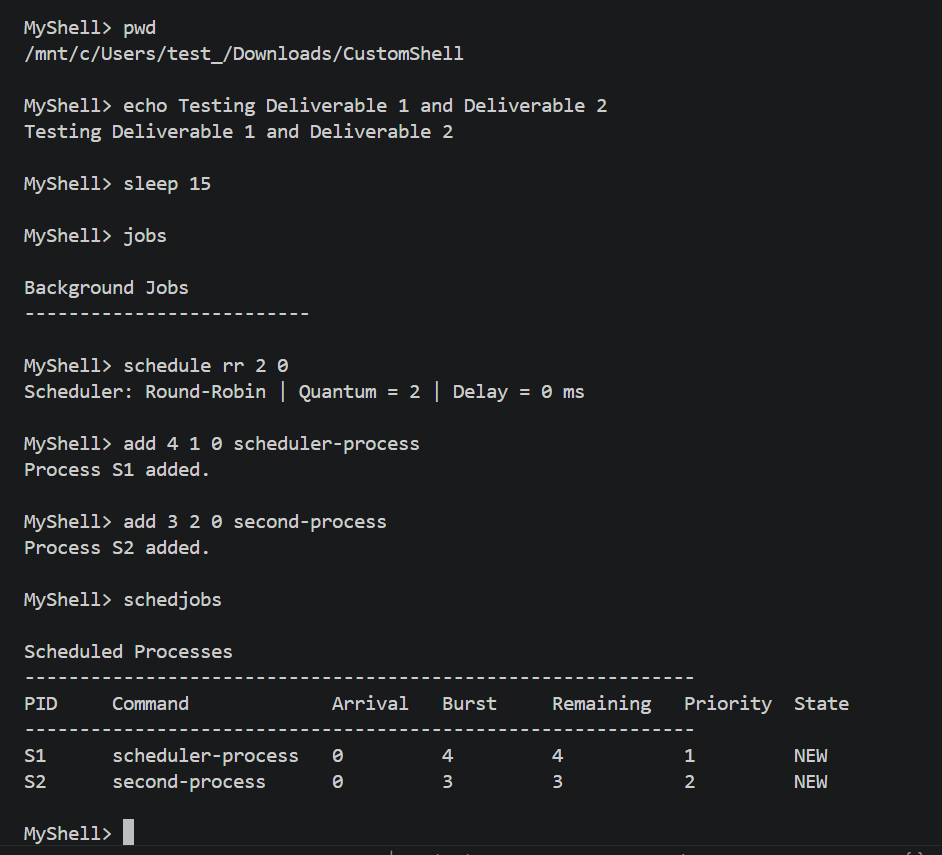 MyShell> pwd
/mnt/c/Users/test_/Downloads/CustomShell
MyShell> echo Testing Deliverable 1 and Deliverable 2
Testing Deliverable 1 and Deliverable 2
MyShell> sleep 15
MyShell> jobs
Background Jobs
--------------------------
MyShell> schedule rr 2 0
Scheduler: Round-Robin | Quantum = 2 | Delay = 0 ms
MyShell> add 4 1 0 scheduler-process
Process S1 added.
MyShell> add 3 2 0 second-process
Process S2 added.
MyShell> schedjobs
Scheduled Processes
-------------------------------------------------------------
PID     Command             Arrival   Burst     Remaining   Priority  State
-------------------------------------------------------------
S1      scheduler-process   0         4         4           1         NEW
S2      second-process      0         3         3           2         NEW
MyShell>